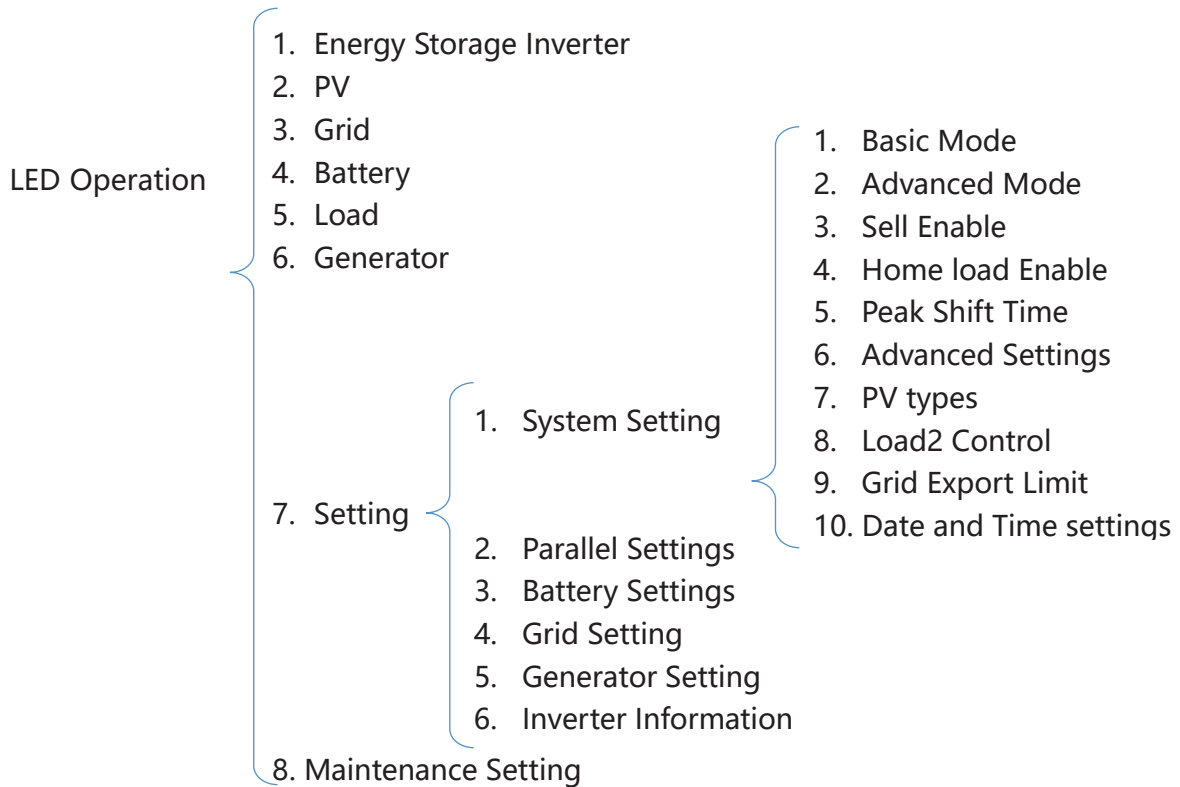 LED Operation
1. Energy Storage Inverter
2. PV
3. Grid
4. Battery
5. Load
6. Generator
7. Setting
1. System Setting
1. Basic Mode
2. Advanced Mode
3. Sell Enable
4. Home load Enable
5. Peak Shift Time
6. Advanced Settings
7. PV types
8. Load2 Control
9. Grid Export Limit
10. Date and Time settings
2. Parallel Settings
3. Battery Settings
4. Grid Setting
5. Generator Setting
6. Inverter Information
8. Maintenance Setting